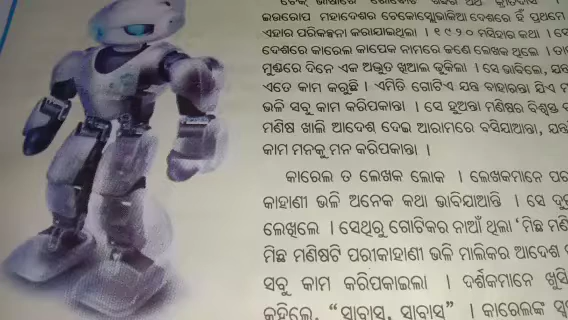 ଇଉରୋପ ମହାଦେଶର ଚେକୋସ୍ଲୋଭାକିଆ ଦେଶରେ ହିଁ ପ୍ରଥମେ
ଏହାର ପରିକଳ୍ପନା କରାଯାଇଥିଲା । ୧୯୨୦ ମସିହାର କଥା ।
ଦେଶରେ କାରେଲ କାପେକ ନାମରେ ଜଣେ ଲେଖକ ଥିଲେ ।
ମୁଣ୍ଡରେ ଦିନେ ଏକ ଅଦ୍ଭୁତ ଖିଆଲ ଢୁକିଲା । ସେ ଭାବିଲେ,
ଏତେ କାମ କରୁଛି । ଏମିତି ଗୋଟିଏ ଯନ୍ତ୍ର ବାହାରନ୍ତା ଯିଏ
ଭଳି ସବୁ କାମ କରିପକାନ୍ତା । ସେ ହୁଅନ୍ତା ମଣିଷର ବିଶ୍ୱସ୍ତ
ମଣିଷ ଖାଲି ଆଦେଶ ଦେଇ ଆରାମରେ ବସିଯାଆନ୍ତା,
କାମ ମନକୁ ମନ କରିପକାନ୍ତା ।
କାରେଲ ତ ଲେଖକ ଲୋକ । ଲେଖକମାନେ
କାହାଣୀ ଭଳି ଅନେକ କଥା ଭାବିଯାଆନ୍ତି । ସେ
ଲେଖିଲେ । ସେଥିରୁ ଗୋଟିକର ନାଆଁ ଥିଲା ‘ ମିଛ
ମିଛ ମଣିଷଟି ପରୀକାହାଣୀ ଭଳି ମାଲିକର ଆଦେଶ
ସବୁ କାମ କରିପକାଇଲା । ଦର୍ଶକମାନେ
କହିଲେ, “ ସାବାସ୍, ସାବାସ୍” । କାରେଲଙ୍କ